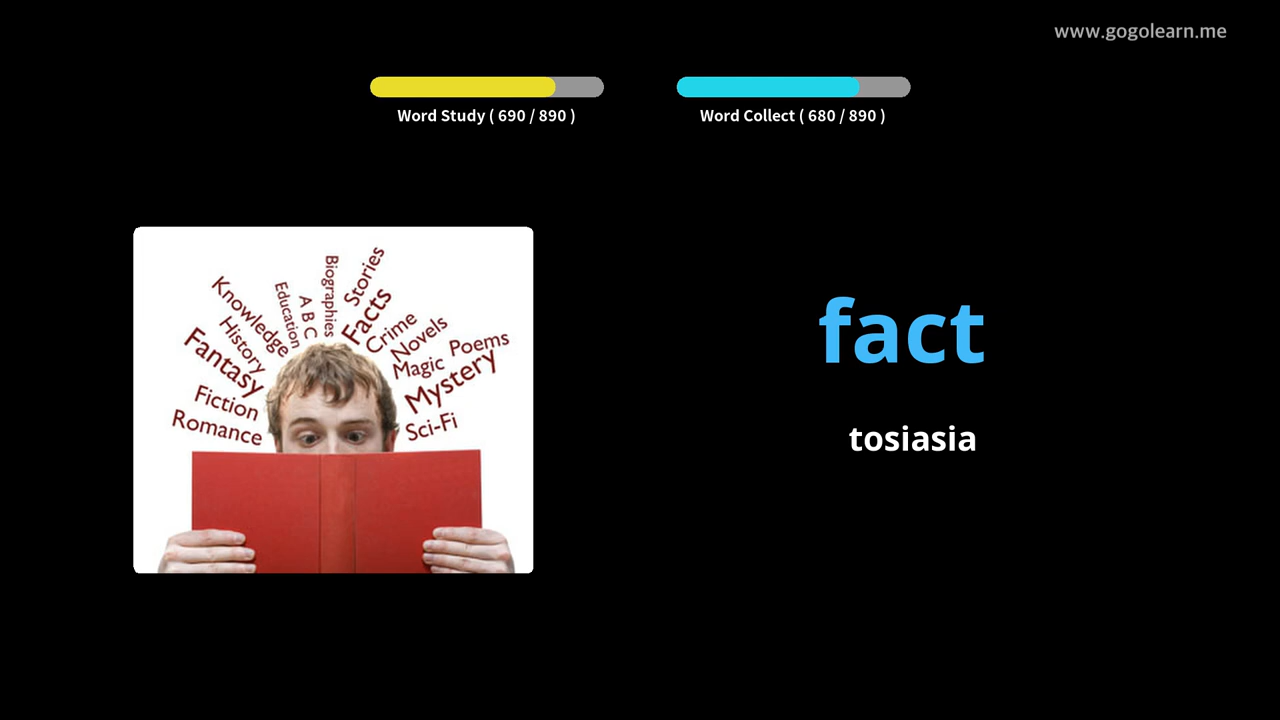 www.gogolearn.me
Word Study ( 690 / 890 )
Word Collect ( 680 / 890 )
Biographies
Stories
Education
A B C
Facts
Knowledge
Crime
History
Novels
Poems
Fantasy
Magic
Mystery
Fiction
Sci-Fi
Romance
fact
tosiasia